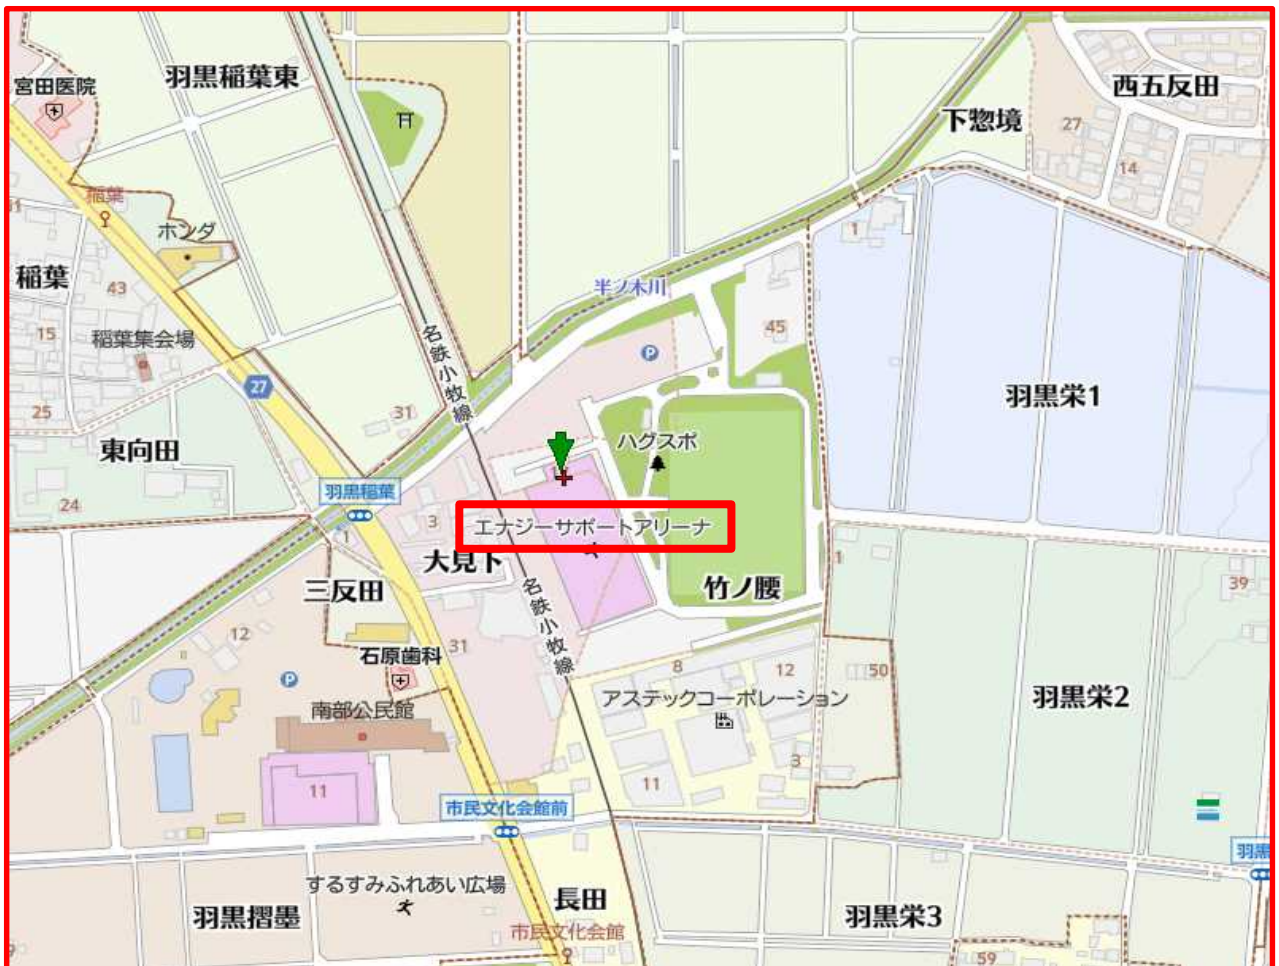 羽黒稲葉東
宮田医院
西五反田
下惣境
27
14
稲葉
ホンダ
1
稲葉
43
半ノ木川
45
15
稲葉集会場
名鉄小牧線
P
27
羽黒栄1
25
31
東向田
ハグスポ
24
羽黒稲葉
3
エナジーサポートアリーナ
1
大見下
1
三反田
竹ノ腰
39
名鉄小牧線
12
石原歯科
31
8
12
50
P
アステックコーポレーション
羽黒栄2
南部公民館
3
11
11
市民文化会館前
羽黒
するすみふれあい広場
長田
羽黒摺墨
羽黒栄3
市民文化会館
59